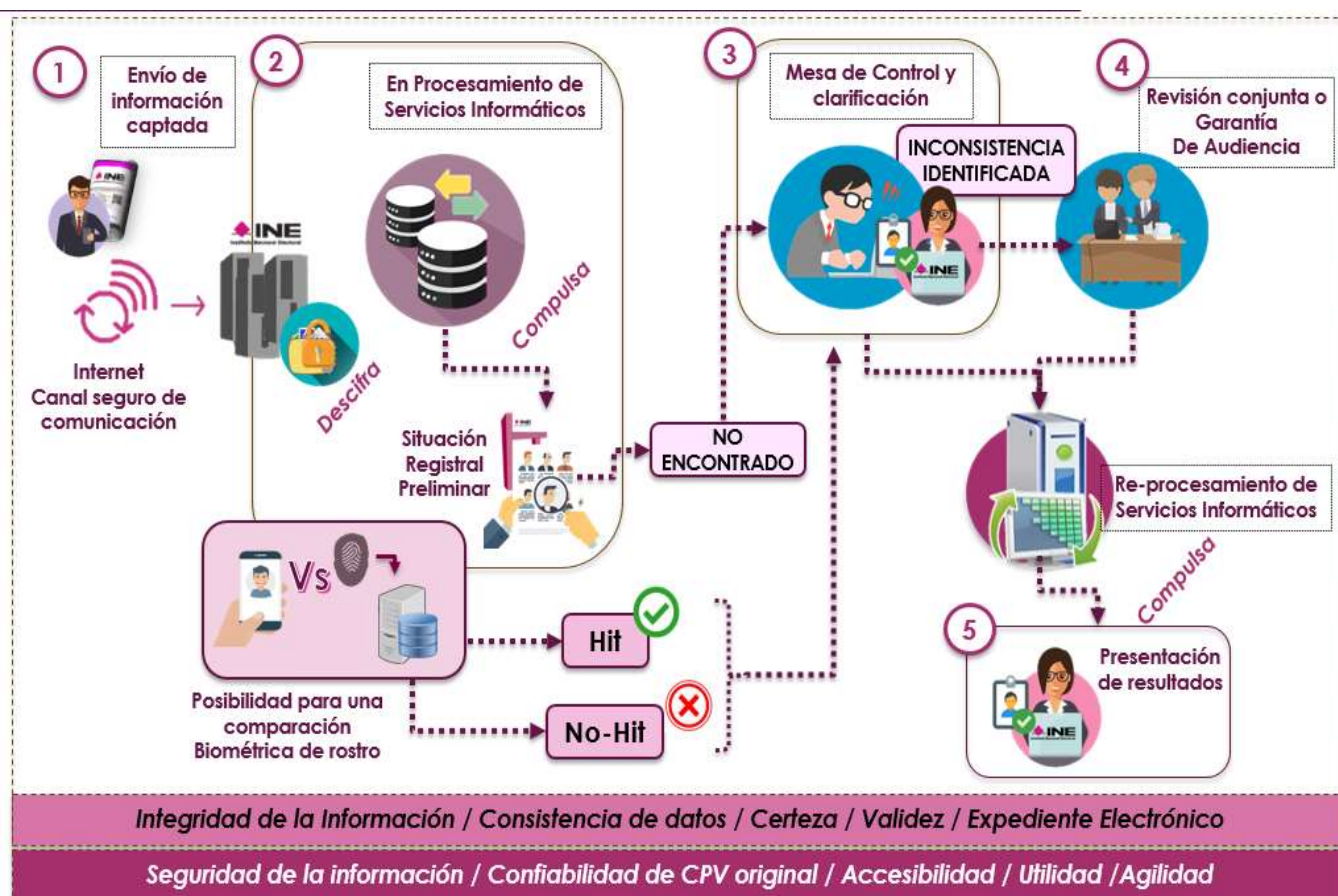 1
Envío de
información
captada
INE
Internet
Canal seguro de
comunicación
2
En Procesamiento de
Servicios Informáticos
INE
Instituto Nacional Electoral
Descifra
Compulsa
Situación
Registral
Preliminar
INE
NO
ENCONTRADO
Vs
Posibilidad para una
comparación
Biométrica de rostro
Hit
No-Hit
3
Mesa de Control y
clarificación
INCONSISTENCIA
IDENTIFICADA
INE
4
Revisión conjunta o
Garantía
De Audiencia
Re-procesamiento de
Servicios Informáticos
Compulsa
5
Presentación
de resultados
INE
Integridad de la Información / Consistencia de datos / Certeza / Validez / Expediente Electrónico
Seguridad de la información / Confiabilidad de CPV original / Accesibilidad / Utilidad /Agilidad